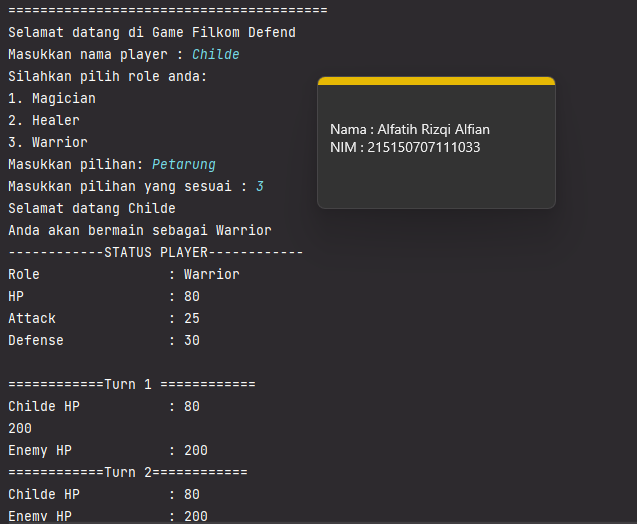 ========================================
Selamat datang di Game Filkom Defend
Masukkan nama player : Childe
Silahkan pilih role anda:
1. Magician
2. Healer
3. Warrior
Masukkan pilihan: Petarung
Masukkan pilihan yang sesuai : 3
Selamat datang Childe
Anda akan bermain sebagai Warrior
------------STATUS PLAYER------------
Role                : Warrior
HP                  : 80
Attack              : 25
Defense             : 30
============Turn 1 ============
Childe HP           : 80
200
Enemy HP            : 200
============Turn 2============
Childe HP           : 80
Enemy HP            : 200
Nama : Alfatih Rizqi Alfian
NIM : 215150707111033